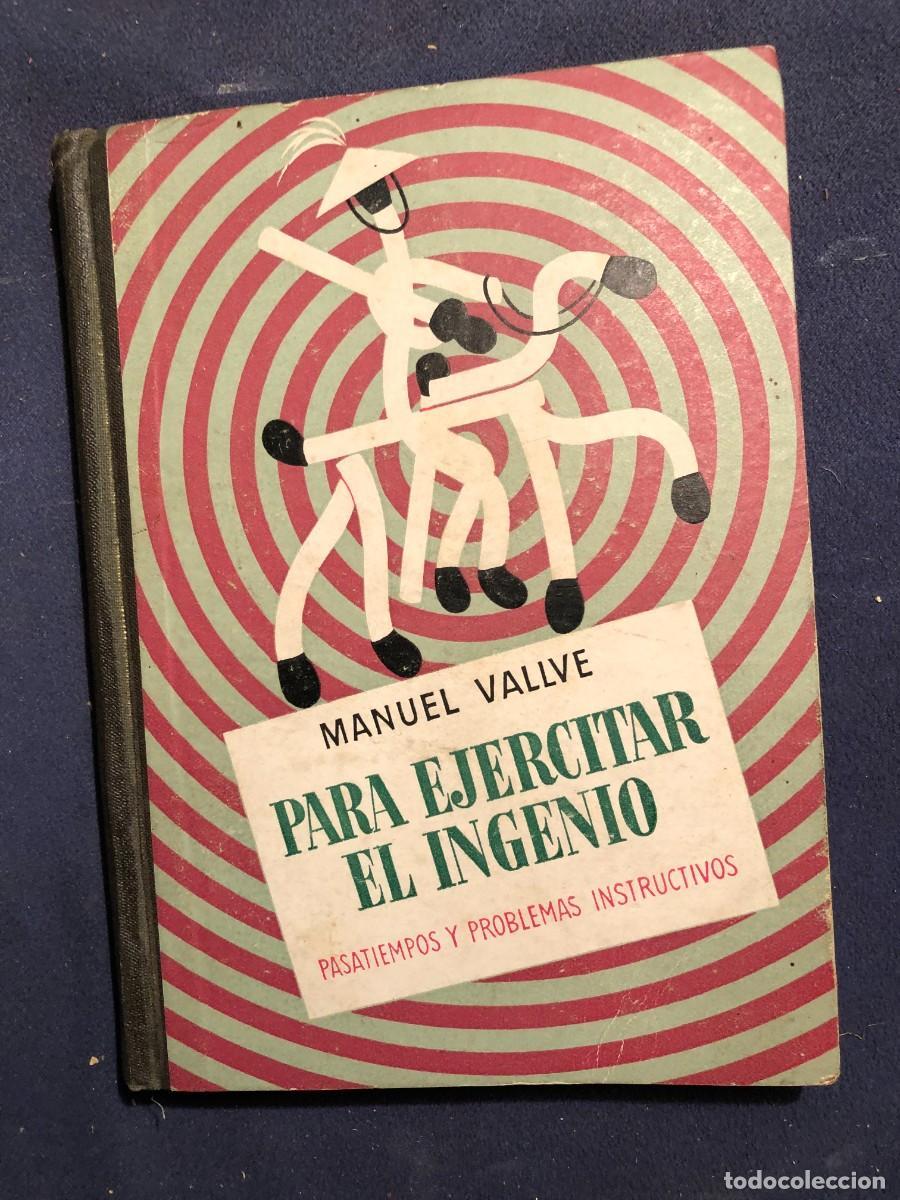 MANUEL VALLVE
PARA EJERCITAR
EL INGENIO
PASATIEMPOS Y PROBLEMAS INSTRUCTIVOS
todocoleccion